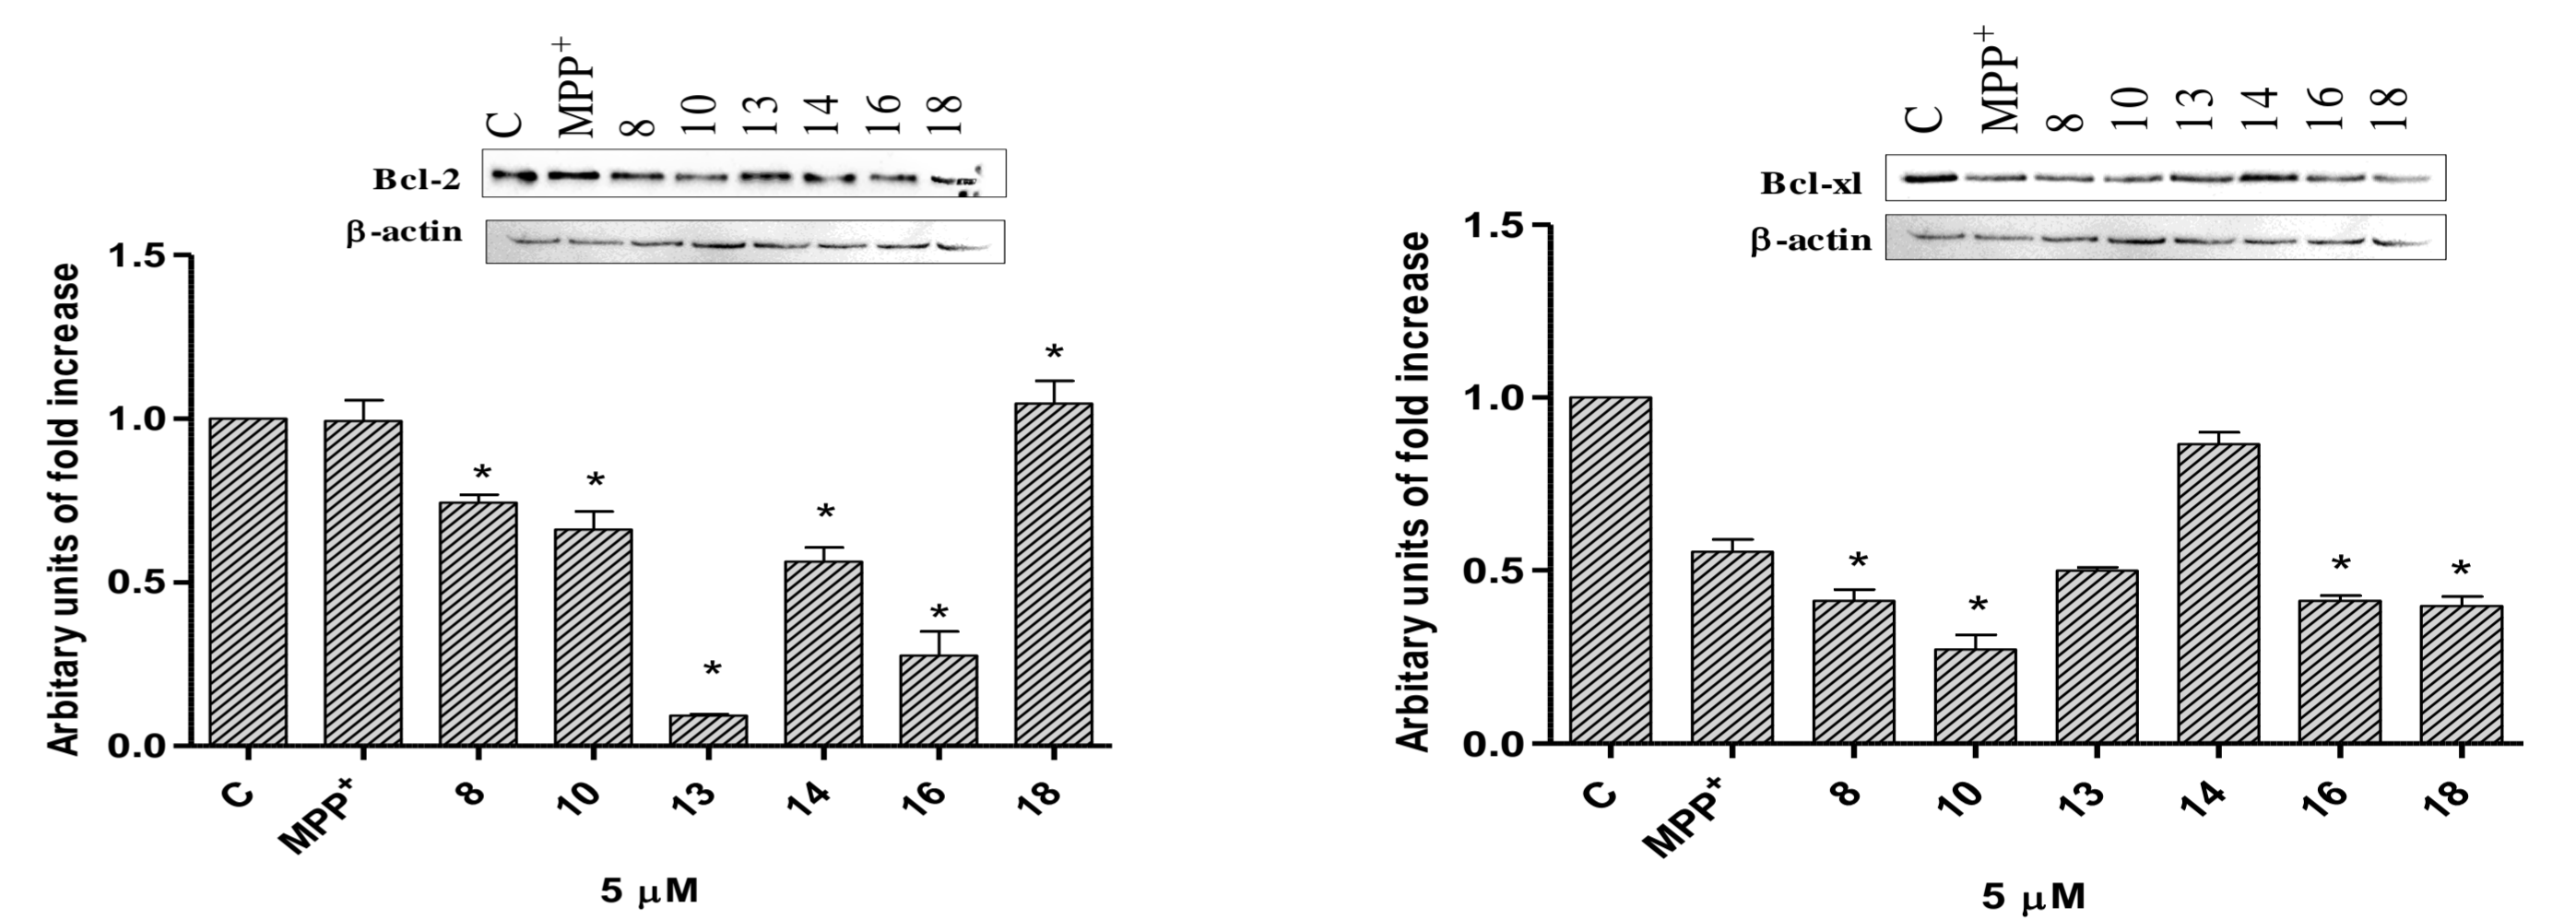 C MPP+ 8 10 13 14 16 18
Bcl-2
β-actin
Arbitary units of fold increase
1.5
1.0
0.5
0.0
* * * * * *
C MPP+ 8 10 13 14 16 18
5 μM
C MPP+ 8 10 13 14 16 18
Bcl-xl
β-actin
Arbitary units of fold increase
1.5
1.0
0.5
0.0
* * * *
C MPP+ 8 10 13 14 16 18
5 μM